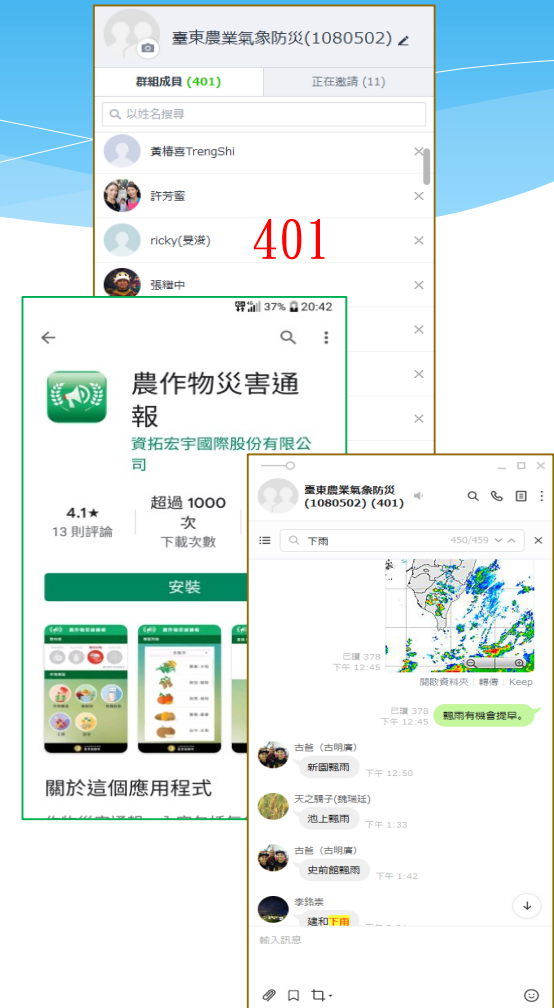 臺東農業氣象防災(1080502)
群組成員 (401)
正在邀請 (11)
以姓名搜尋
黃椿喜TrengShi
許芳蜜
ricky(旻浚)
401
張繼中
37% 20:42
農作物災害通
報
資拓宏宇國際股份有限公
司
4.1★
13 則評論
超過 1000
次
下載次數
安裝
關於這個應用程式
臺東農業氣象防災
(1080502) (401)
下雨
450/459
已讀 378
下午 12:45
開啟資料夾
轉傳
Keep
已讀 378
下午 12:45
飄雨有機會提早。
古爸（古明廣）
新園飄雨
下午 12:50
天之驕子(魏瑞廷)
池上飄雨
下午 1:33
古爸（古明廣）
史前館飄雨
下午 1:42
李銘崇
建和下雨
輸入訊息